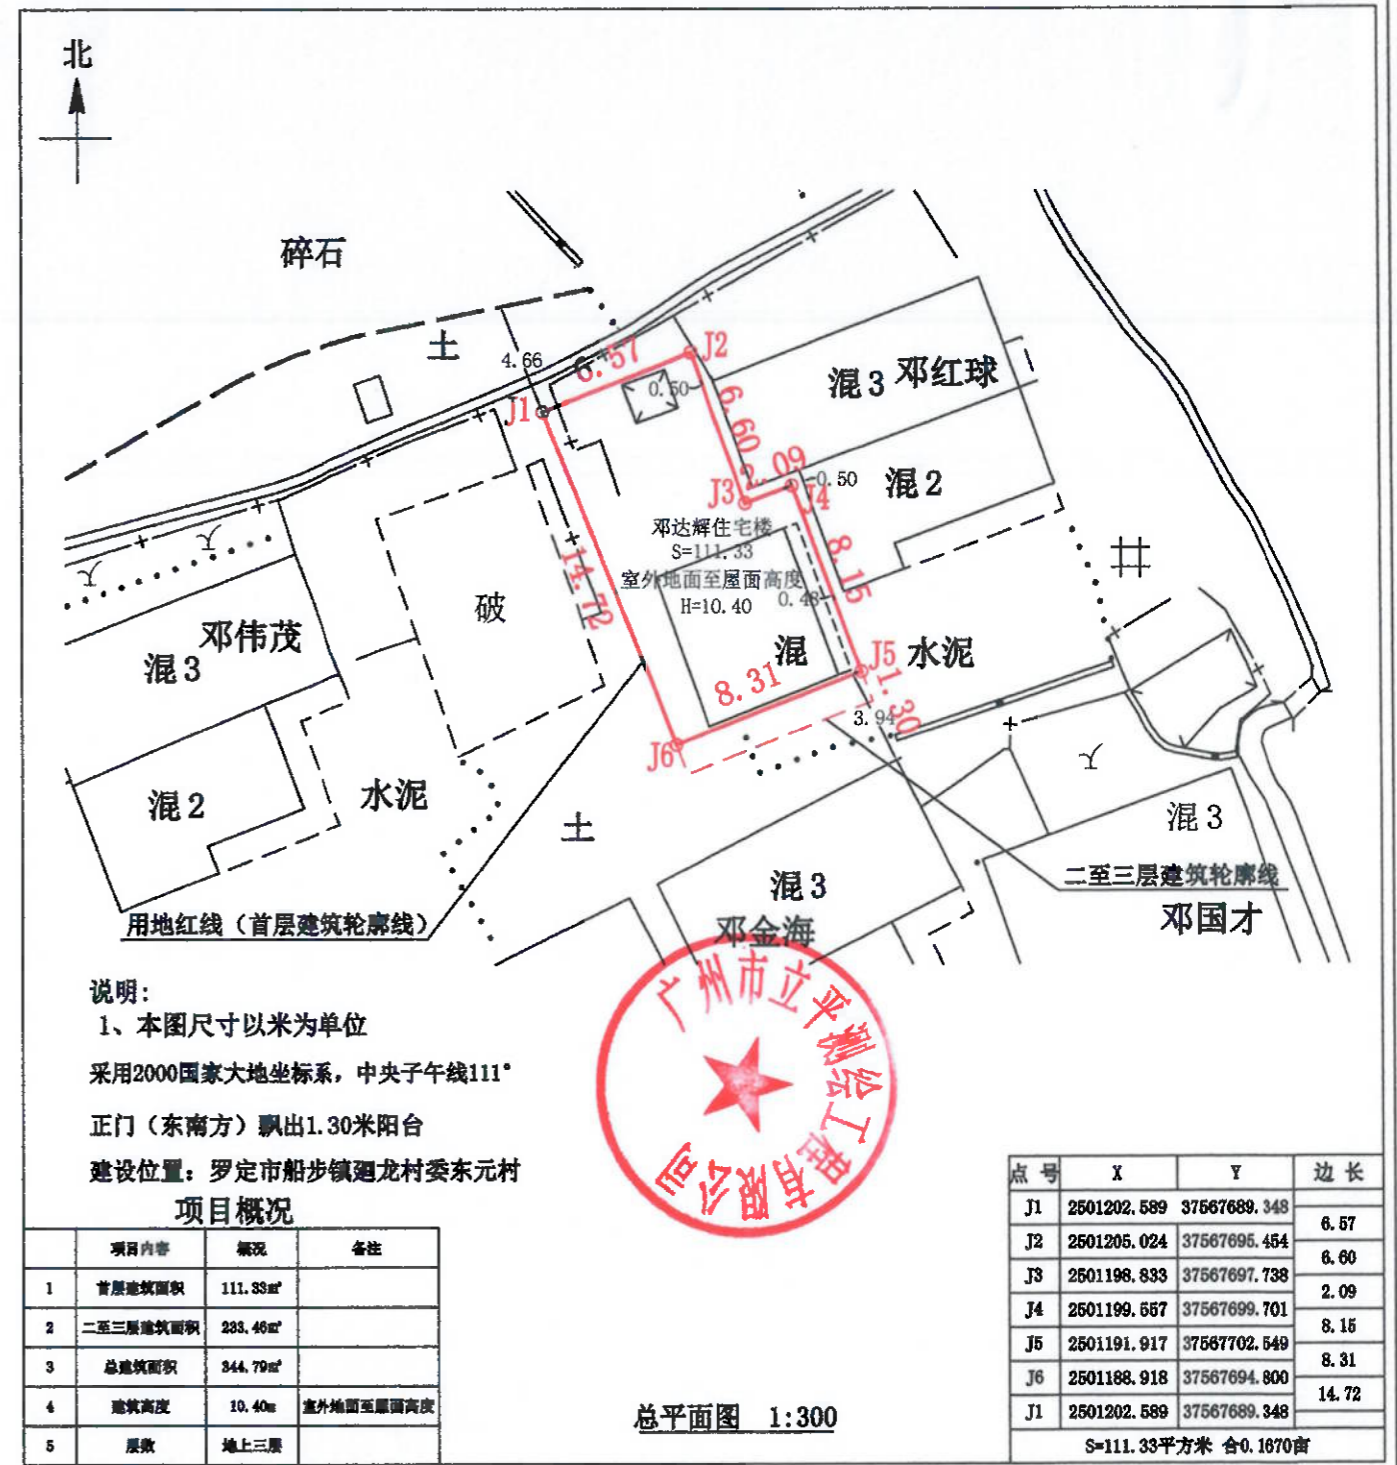 北
碎石
土
4.66
6.57
J2
J1
0.50
6.60
混3 邓红球
2.09
J3
J4
0.50
混2
邓达辉住宅楼
S=111.33
室外地面至屋面高度
H=10.40
0.48
8.15
14.72
破
井
邓伟茂
混3
混
J5
水泥
8.31
1.30
3.94
J6
混2
水泥
土
混3
混3
邓金海
二至三层建筑轮廓线
邓国才
用地红线（首层建筑轮廓线）
广州市立平测绘工程有限公司
说明:
1、本图尺寸以米为单位
采用2000国家大地坐标系，中央子午线111°
正门（东南方）飘出1.30米阳台
建设位置：罗定市船步镇廻龙村委东元村
项目概况
项目内容 概况 备注
1 首层建筑面积 111.33㎡
2 二至三层建筑面积 233.46㎡
3 总建筑面积 344.79㎡
4 建筑高度 10.40m 室外地面至屋面高度
5 层数 地上三层
总平面图 1:300
点号 X Y 边长
J1 2501202.589 37567689.348
6.57
J2 2501205.024 37567695.454
6.60
J3 2501198.833 37567697.738
2.09
J4 2501199.557 37567699.701
8.15
J5 2501191.917 37567702.549
8.31
J6 2501188.918 37567694.800
14.72
J1 2501202.589 37567689.348
S=111.33平方米 合0.1670亩